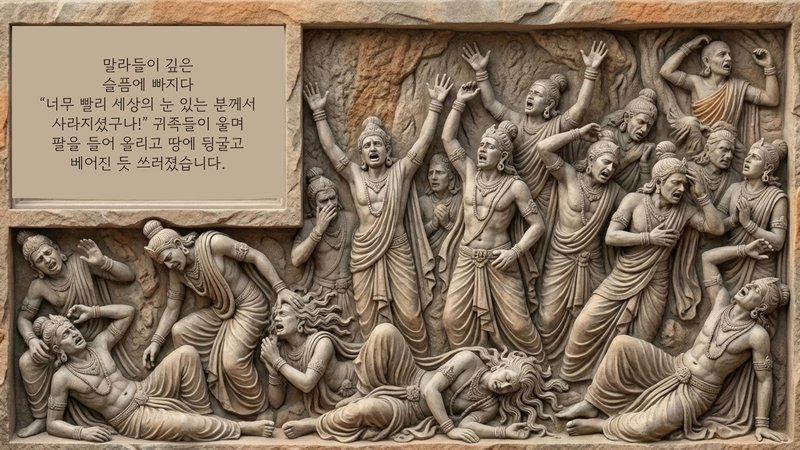 말라들이 깊은
슬픔에 빠지다
“너무 빨리 세상의 눈 있는 분께서
사라지셨구나!” 귀족들이 울며
팔을 들어 올리고 땅에 뒹굴고
베어진 듯 쓰러졌습니다.